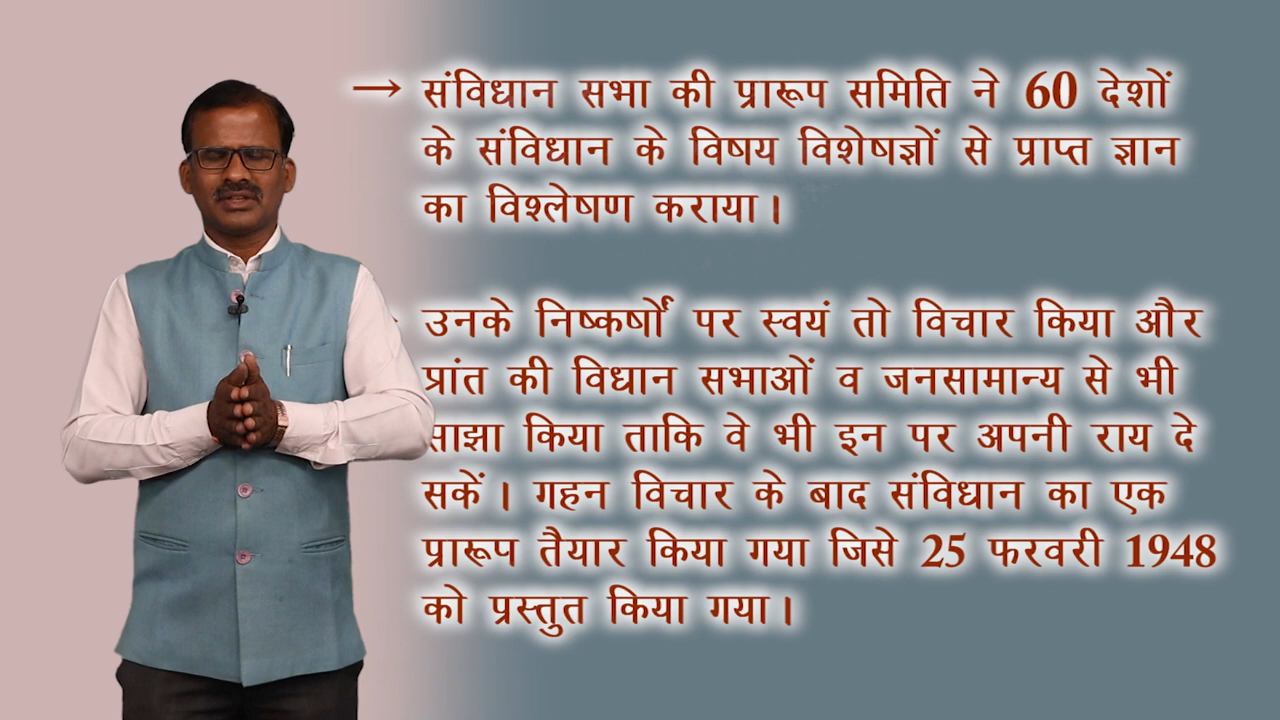 → संविधान सभा की प्रारूप समिति ने 60 देशों
के संविधान के विषय विशेषज्ञों से प्राप्त ज्ञान
का विश्लेषण कराया।
उनके निष्कर्षों पर स्वयं तो विचार किया और
प्रांत की विधान सभाओं व जनसामान्य से भी
साझा किया ताकि वे भी इन पर अपनी राय दे
सकें। गहन विचार के बाद संविधान का एक
प्रारूप तैयार किया गया जिसे 25 फरवरी 1948
को प्रस्तुत किया गया।